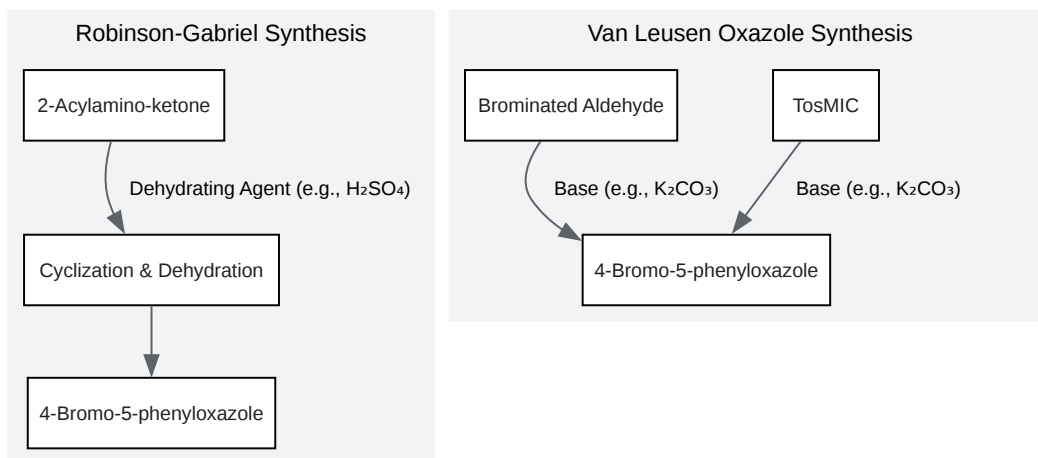 Robinson-Gabriel Synthesis
2-Acylamino-ketone
Dehydrating Agent (e.g., H₂SO₄)
Cyclization & Dehydration
4-Bromo-5-phenyloxazole
Van Leusen Oxazole Synthesis
Brominated Aldehyde
TosMIC
Base (e.g., K₂CO₃)
Base (e.g., K₂CO₃)
4-Bromo-5-phenyloxazole